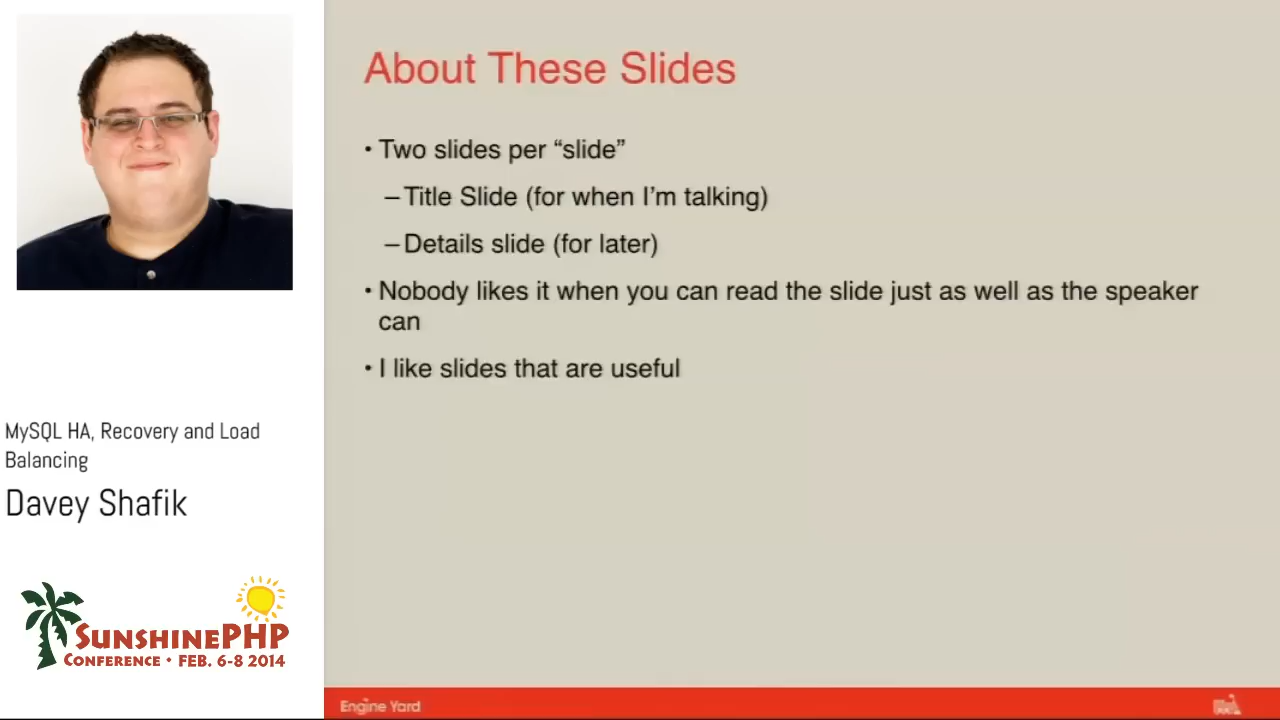 About These Slides
• Two slides per “slide”
– Title Slide (for when I’m talking)
– Details slide (for later)
• Nobody likes it when you can read the slide just as well as the speaker
can
• I like slides that are useful
MySQL HA, Recovery and Load
Balancing
Davey Shafik
SUNSHINEPHP
CONFERENCE • FEB. 6-8 2014
Engine Yard